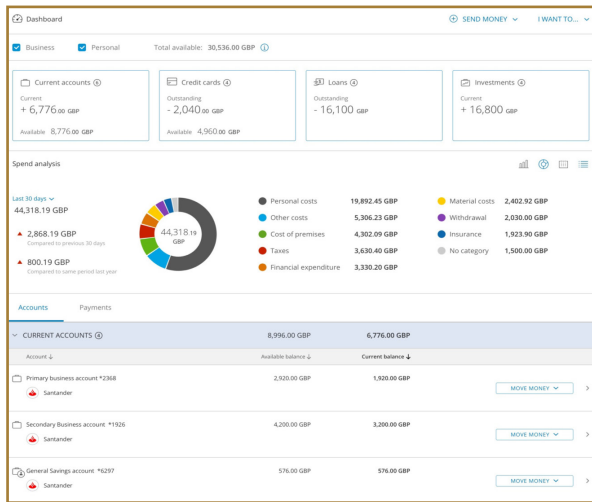 Dashboard
SEND MONEY
I WANT TO...
Business
Personal
Total available: 30,536.00 GBP
Current accounts 6
Current
+ 6,776.00 GBP
Available 8,776.00 GBP
Credit cards 4
Outstanding
- 2,040.00 GBP
Available 4,960.00 GBP
Loans 4
Outstanding
- 16,100 GBP
Investments 4
Current
+ 16,800 GBP
Spend analysis
Last 30 days
44,318.19 GBP
2,868.19 GBP
Compared to previous 30 days
800.19 GBP
Compared to same period last year
44,318.19
GBP
Personal costs 19,892.45 GBP
Other costs 5,306.23 GBP
Cost of premises 4,302.09 GBP
Taxes 3,630.40 GBP
Financial expenditure 3,330.20 GBP
Material costs 2,402.92 GBP
Withdrawal 2,030.00 GBP
Insurance 1,923.90 GBP
No category 1,500.00 GBP
Accounts Payments
CURRENT ACCOUNTS 4 8,996.00 GBP 6,776.00 GBP
Account Available balance Current balance
Primary business account *2368 2,920.00 GBP 1,920.00 GBP
Santander
MOVE MONEY
Secondary Business account *1926 4,200.00 GBP 3,200.00 GBP
Santander
MOVE MONEY
General Savings account *6297 576.00 GBP 576.00 GBP
Santander
MOVE MONEY